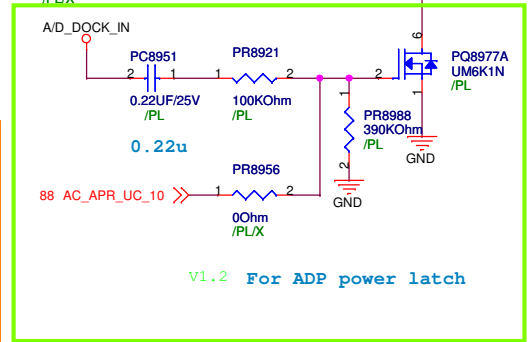 /PL/X
A/D_DOCK_IN
PC8951
1
2
0.22UF/25V
/PL
0.22u
PR8921
1
2
100KOhm
/PL
6
2
1
PQ8977A
UM6K1N
/PL
GND
1
2
PR8988
390KOhm
/PL
GND
88 AC_APR_UC_10
PR8956
1
2
0Ohm
/PL/X
V1.2 For ADP power latch